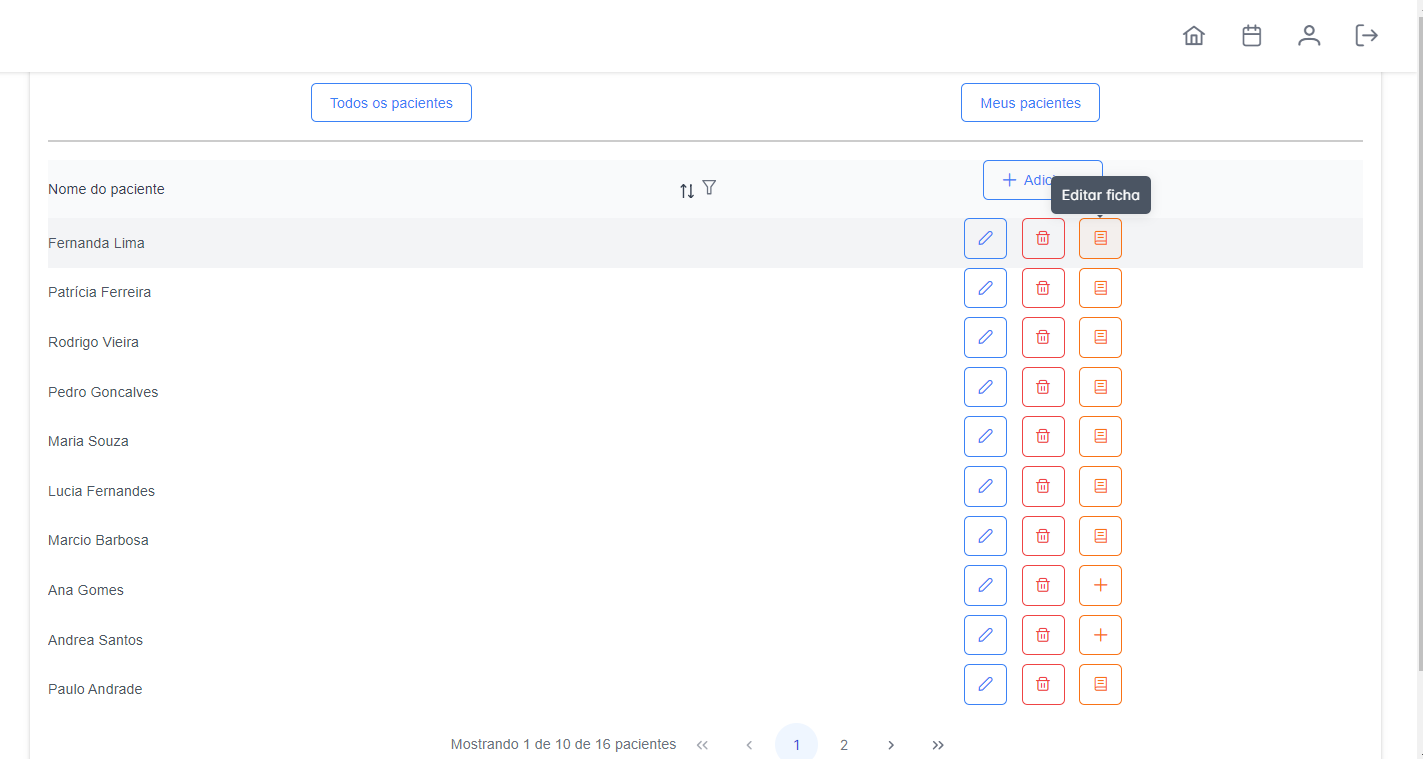 Todos os pacientes
Meus pacientes
Nome do paciente
Editar ficha
Fernanda Lima
Patrícia Ferreira
Rodrigo Vieira
Pedro Goncalves
Maria Souza
Lucia Fernandes
Marcio Barbosa
Ana Gomes
Andrea Santos
Paulo Andrade
Mostrando 1 de 10 de 16 pacientes
1 2